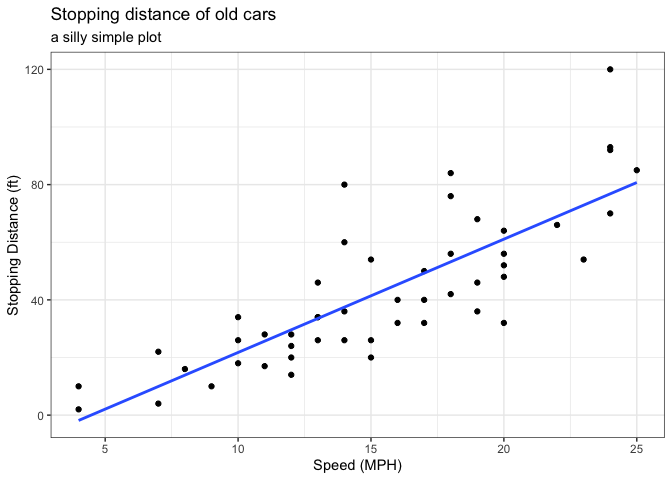 Stopping distance of old cars
a silly simple plot
120
80
40
0
Stopping Distance (ft)
5 10 15 20 25
Speed (MPH)